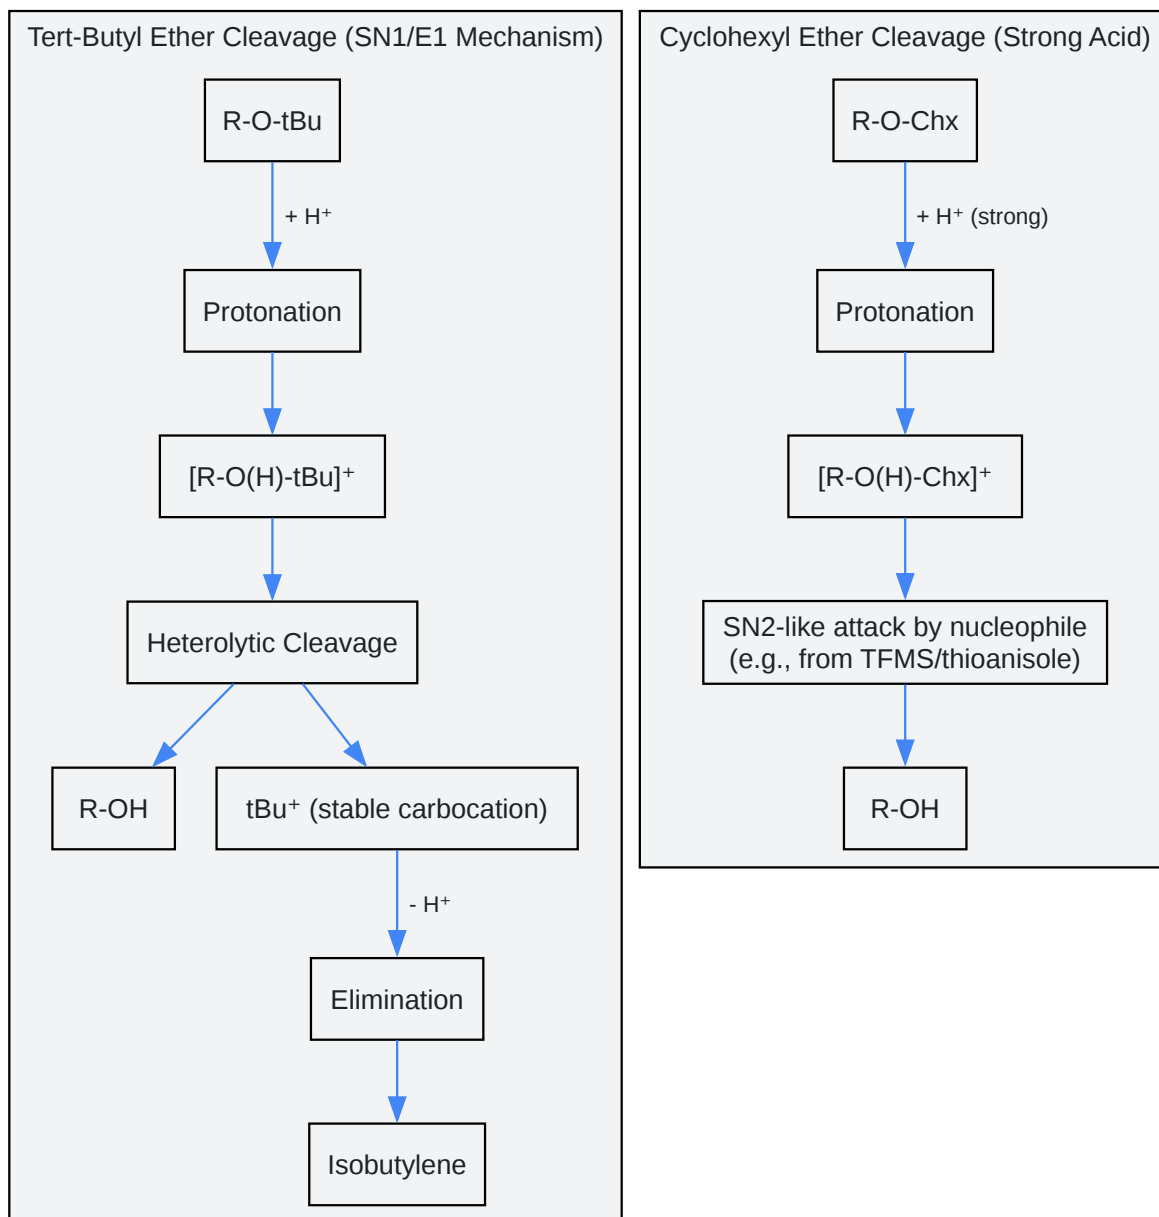 Tert-Butyl Ether Cleavage (SN1/E1 Mechanism)
R-O-tBu
+ H⁺
Protonation
[R-O(H)-tBu]⁺
Heterolytic Cleavage
R-OH
tBu⁺ (stable carbocation)
- H⁺
Elimination
Isobutylene
Cyclohexyl Ether Cleavage (Strong Acid)
R-O-Chx
+ H⁺ (strong)
Protonation
[R-O(H)-Chx]⁺
SN2-like attack by nucleophile
(e.g., from TFMS/thioanisole)
R-OH